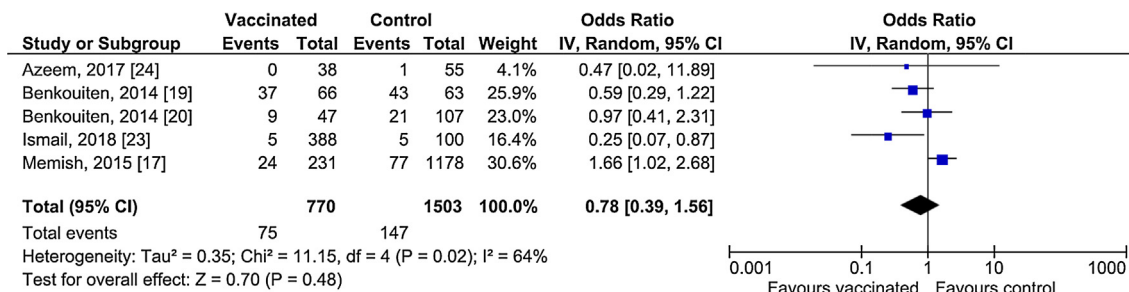 Vaccinated Control Odds Ratio Odds Ratio
Study or Subgroup Events Total Events Total Weight IV, Random, 95% CI IV, Random, 95% CI
Azeem, 2017 [24] 0 38 1 55 4.1% 0.47 [0.02, 11.89]
Benkouiten, 2014 [19] 37 66 43 63 25.9% 0.59 [0.29, 1.22]
Benkouiten, 2014 [20] 9 47 21 107 23.0% 0.97 [0.41, 2.31]
Ismail, 2018 [23] 5 388 5 100 16.4% 0.25 [0.07, 0.87]
Memish, 2015 [17] 24 231 77 1178 30.6% 1.66 [1.02, 2.68]
Total (95% CI) 770 1503 100.0% 0.78 [0.39, 1.56]
Total events 75 147
Heterogeneity: Tau² = 0.35; Chi² = 11.15, df = 4 (P = 0.02); I² = 64%
Test for overall effect: Z = 0.70 (P = 0.48)
0.001 0.1 1 10 1000
Favours vaccinated Favours control